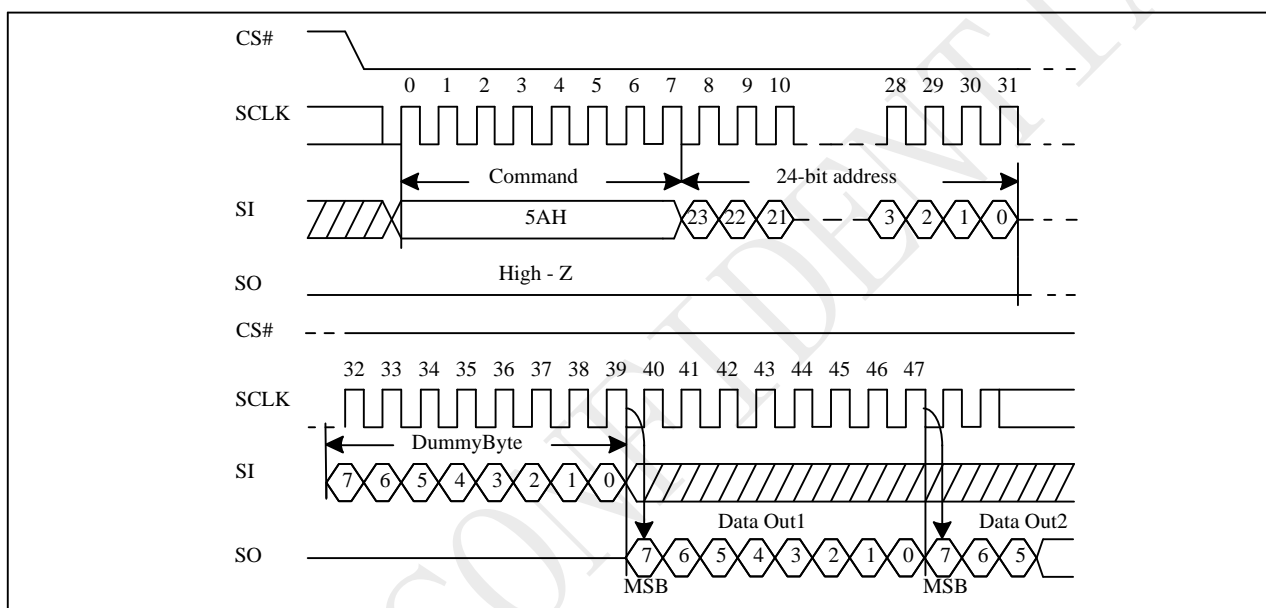 CS#
0 1 2 3 4 5 6 7 8 9 10 28 29 30 31
SCLK
Command 24-bit address
SI 5AH 23 22 21 3 2 1 0
High - Z
SO
CS#
32 33 34 35 36 37 38 39 40 41 42 43 44 45 46 47
SCLK
DummyByte
SI 7 6 5 4 3 2 1 0
Data Out1 Data Out2
SO 7 6 5 4 3 2 1 0 7 6 5
MSB MSB